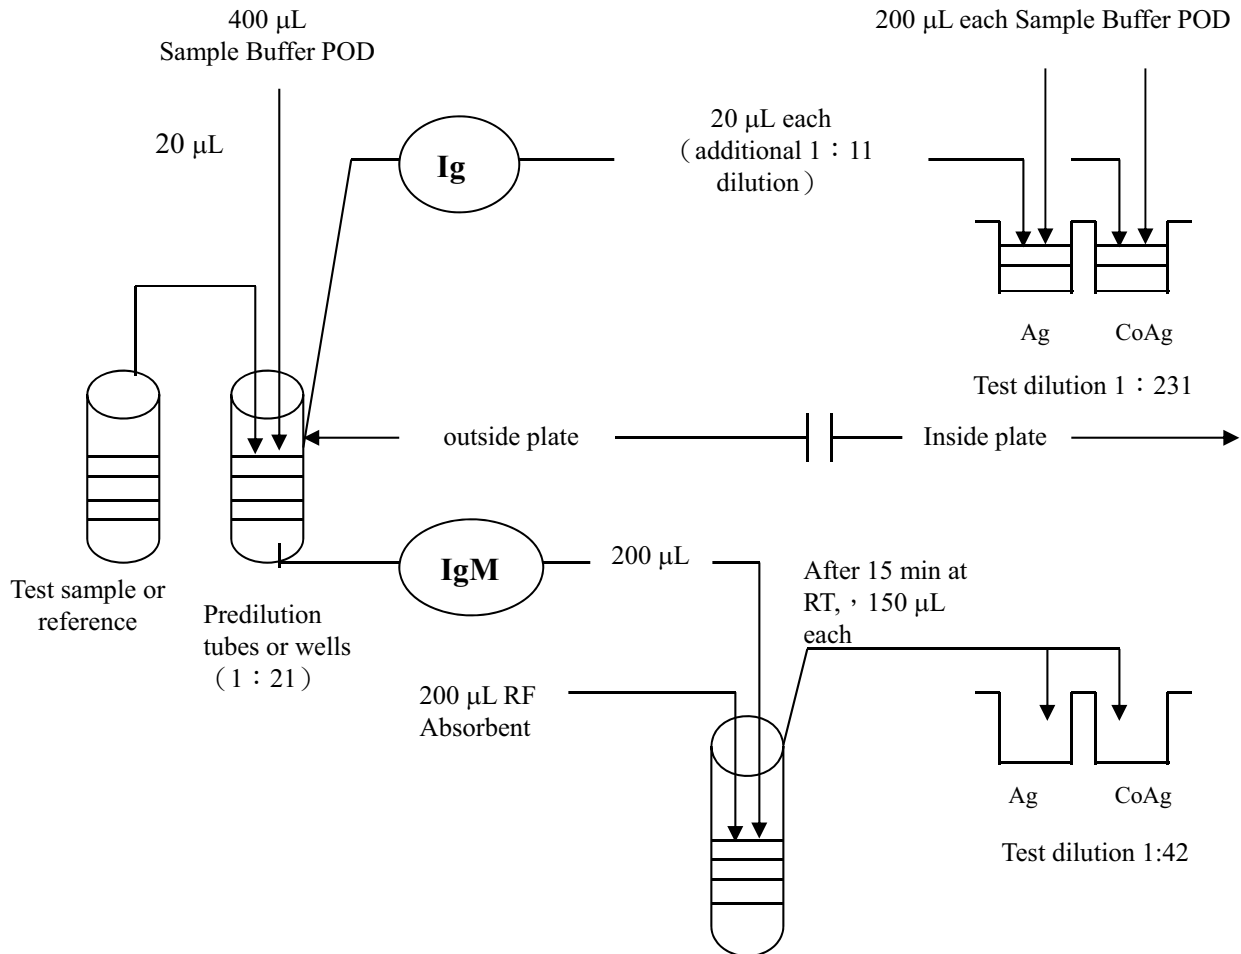 400 μL
Sample Buffer POD
200 μL each Sample Buffer POD
20 μL
Ig
20 μL each
（additional 1：11
dilution）
Ag
CoAg
Test dilution 1：231
outside plate
Inside plate
Test sample or
reference
Predilution
tubes or wells
（1：21）
IgM
200 μL
After 15 min at
RT,，150 μL
each
200 μL RF
Absorbent
Ag
CoAg
Test dilution 1:42